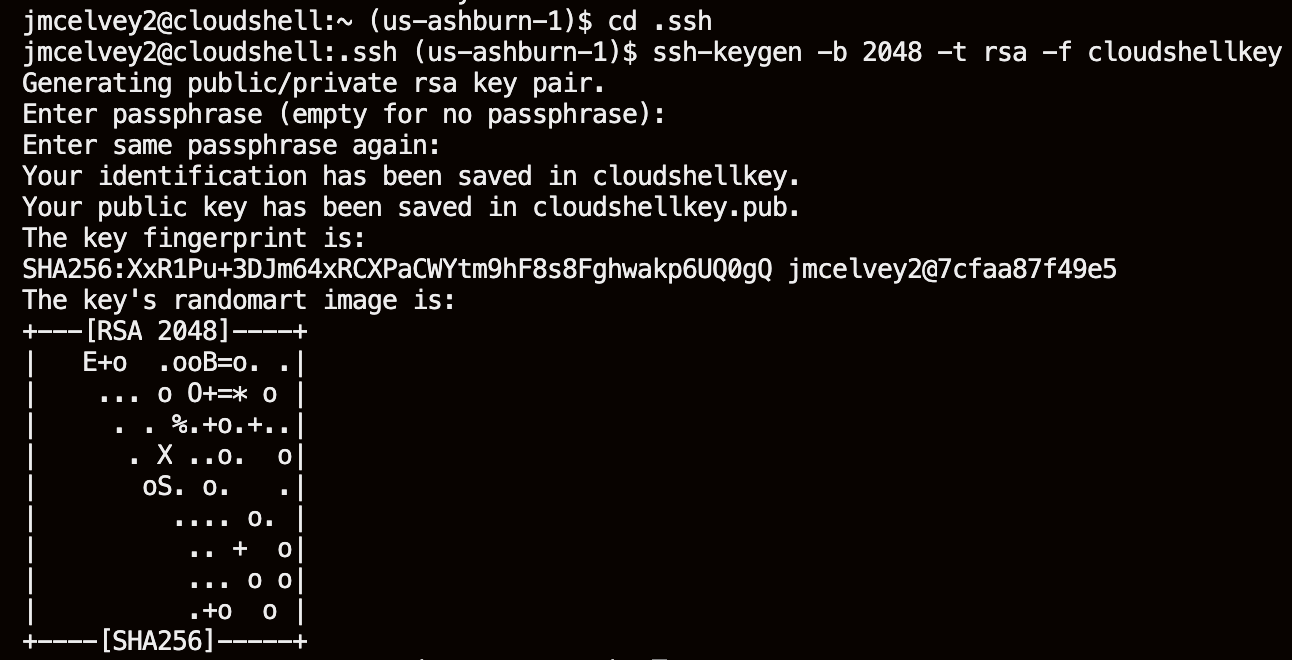 jmcelvey2@cloudshell:~ (us-ashburn-1)$ cd .ssh
jmcelvey2@cloudshell:.ssh (us-ashburn-1)$ ssh-keygen -b 2048 -t rsa -f cloudshellkey
Generating public/private rsa key pair.
Enter passphrase (empty for no passphrase):
Enter same passphrase again:
Your identification has been saved in cloudshellkey.
Your public key has been saved in cloudshellkey.pub.
The key fingerprint is:
SHA256:XxR1Pu+3DJm64xRCXPaCWYtm9hF8s8Fghwakp6UQ0gQ jmcelvey2@7cfaa87f49e5
The key's randomart image is:
+---[RSA 2048]----+
|   E+o  .ooB=o. .|
|    ... o O+=* o |
|     . . %.+o.+..|
|      . X ..o.  o|
|       oS. o.   .|
|         .... o. |
|          .. +  o|
|          ... o o|
|          .+o  o |
+----[SHA256]-----+